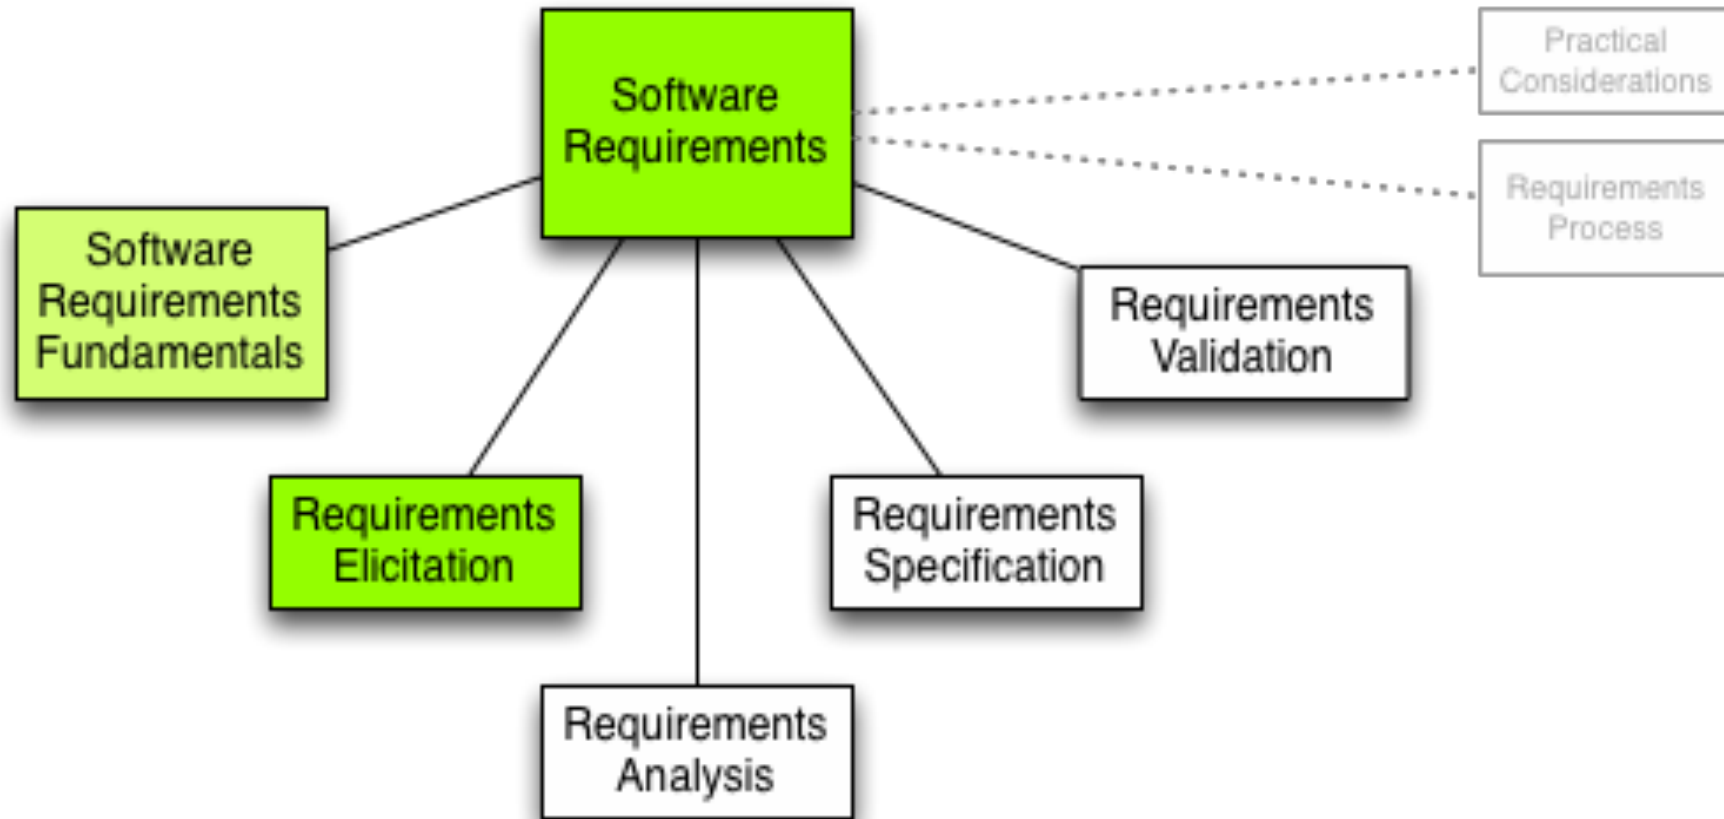 Software
Requirements
Practical
Considerations
Requirements
Process
Software
Requirements
Fundamentals
Requirements
Validation
Requirements
Elicitation
Requirements
Specification
Requirements
Analysis